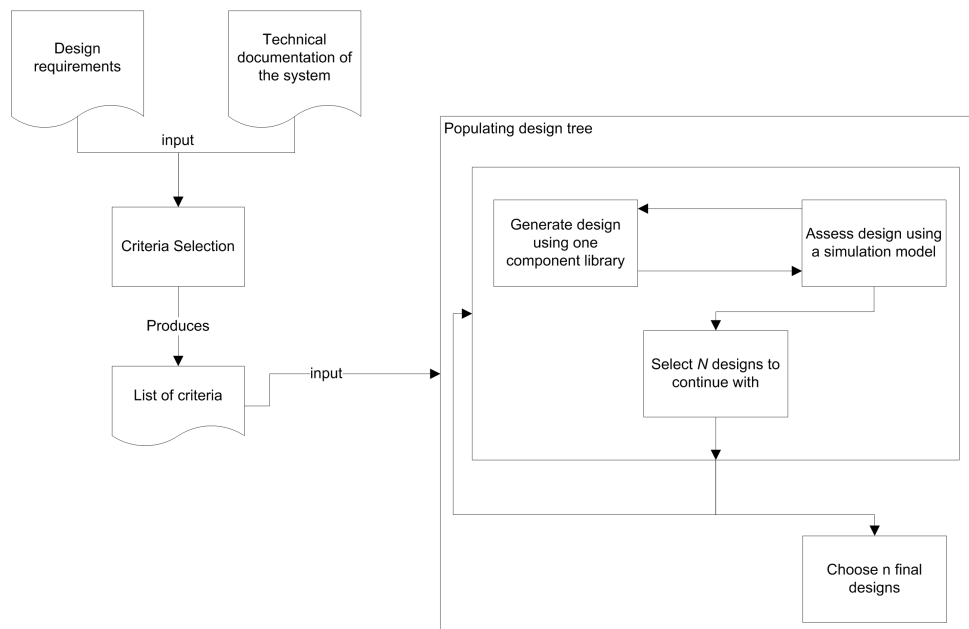 Design
requirements
Technical
documentation of
the system
input
Populating design tree
Generate design
using one
component library
Assess design using
a simulation model
Criteria Selection
Produces
List of criteria
input
Select N designs to
continue with
Choose n final
designs